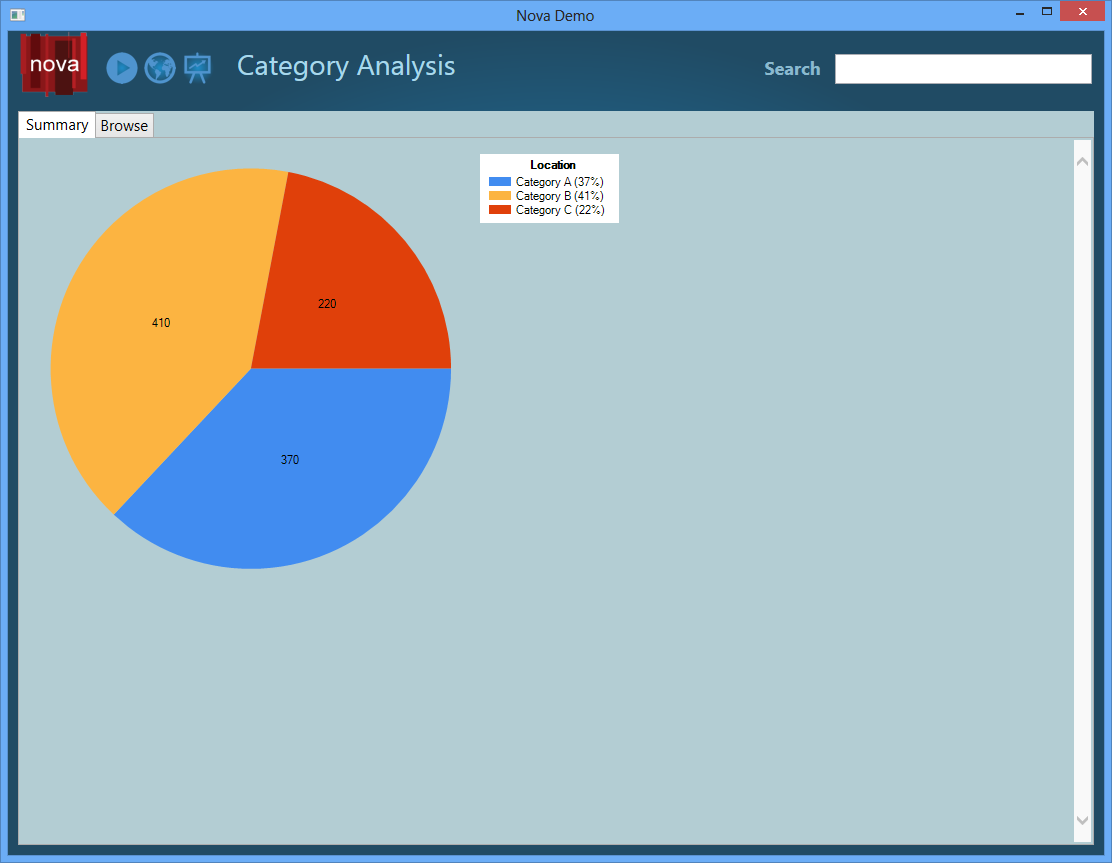 Nova Demo
nova
Category Analysis
Search
Summary
Browse
Location
Category A (37%)
Category B (41%)
Category C (22%)
220
410
370